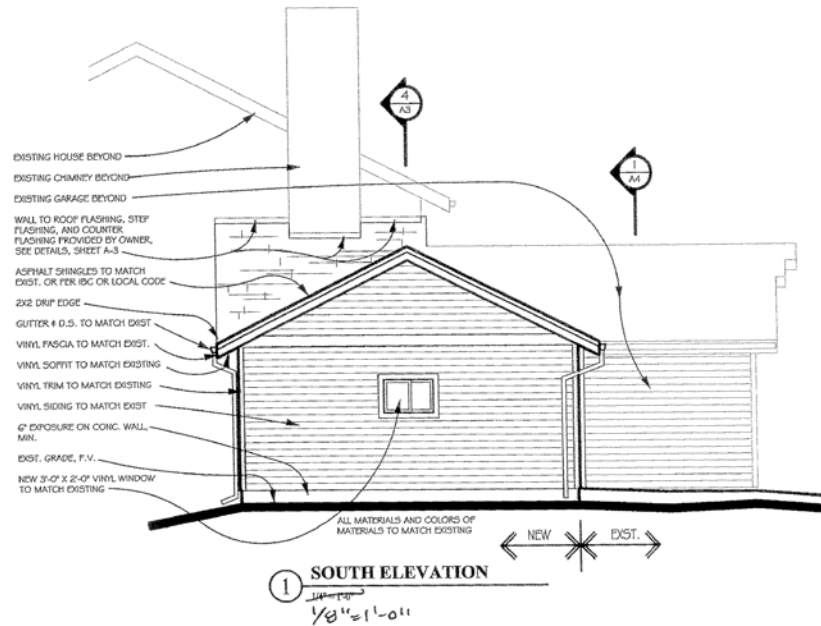 4
A3
1
A4
EXISTING HOUSE BEYOND
EXISTING CHIMNEY BEYOND
EXISTING GARAGE BEYOND
WALL TO ROOF FLASHING, STEP
FLASHING, AND COUNTER
FLASHING PROVIDED BY OWNER,
SEE DETAILS, SHEET A-3
ASPHALT SHINGLES TO MATCH
EXIST. OR PER IBC OR LOCAL CODE
2X2 DRIP EDGE
GUTTER & D.S. TO MATCH EXIST
VINYL FASCIA TO MATCH EXIST.
VINYL SOFFIT TO MATCH EXISTING
VINYL TRIM TO MATCH EXISTING
VINYL SIDING TO MATCH EXIST
6" EXPOSURE ON CONC. WALL,
MIN.
EXST. GRADE, F.V.
NEW 3'-0" X 2'-0" VINYL WINDOW
TO MATCH EXISTING
ALL MATERIALS AND COLORS OF
MATERIALS TO MATCH EXISTING
NEW EXST.
1 SOUTH ELEVATION
1/4"=1'-0"
1/8"=1'-0"